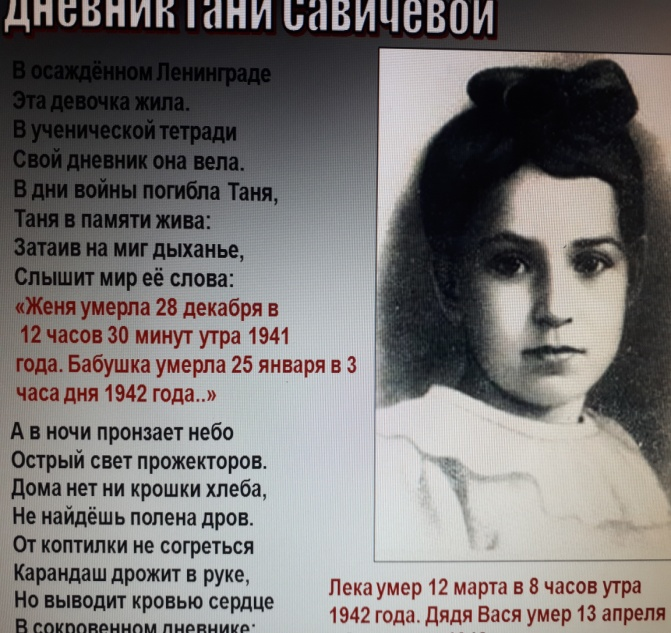 Дневник Тани Савичевой
В осаждённом Ленинграде
Эта девочка жила.
В ученической тетради
Свой дневник она вела.
В дни войны погибла Таня,
Таня в памяти жива:
Затаив на миг дыханье,
Слышит мир её слова:
«Женя умерла 28 декабря в
12 часов 30 минут утра 1941
года. Бабушка умерла 25 января в 3
часа дня 1942 года..»
А в ночи пронзает небо
Острый свет прожекторов.
Дома нет ни крошки хлеба,
Не найдёшь полена дров.
От коптилки не согреться
Карандаш дрожит в руке,
Но выводит кровью сердце
В сокровенном дневнике:
Лека умер 12 марта в 8 часов утра
1942 года. Дядя Вася умер 13 апреля